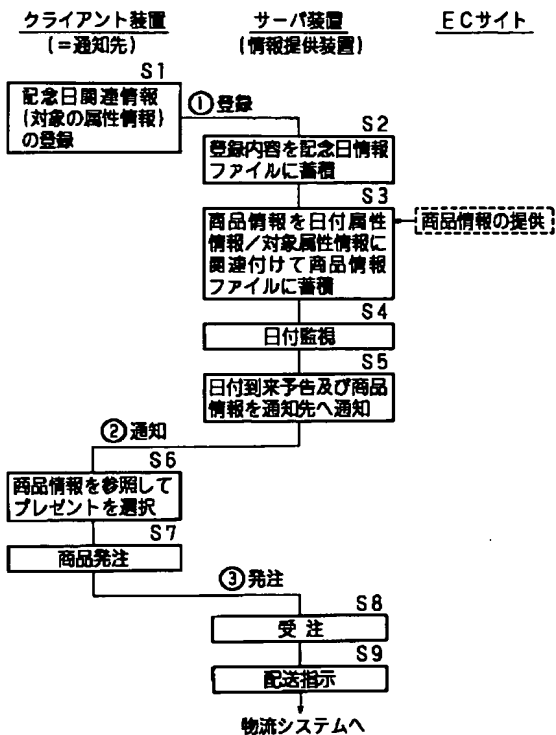 クライアント装置
(=通知先)
サーバ装置
(情報提供装置)
ECサイト
S1
記念日関連情報
(対象の属性情報)
の登録
①登録
S2
登録内容を記念日情報
ファイルに蓄積
S3
商品情報を日付属性
情報/対象属性情報に
関連付けて商品情報
ファイルに蓄積
商品情報の提供
S4
日付監視
S5
日付到来予告及び商品
情報を通知先へ通知
②通知
S6
商品情報を参照して
プレゼントを選択
S7
商品発注
③発注
S8
受 注
S9
配送指示
物流システムへ